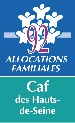 92
ALLOCATIONS
FAMILIALES
Caf
des Hauts-
de-Seine